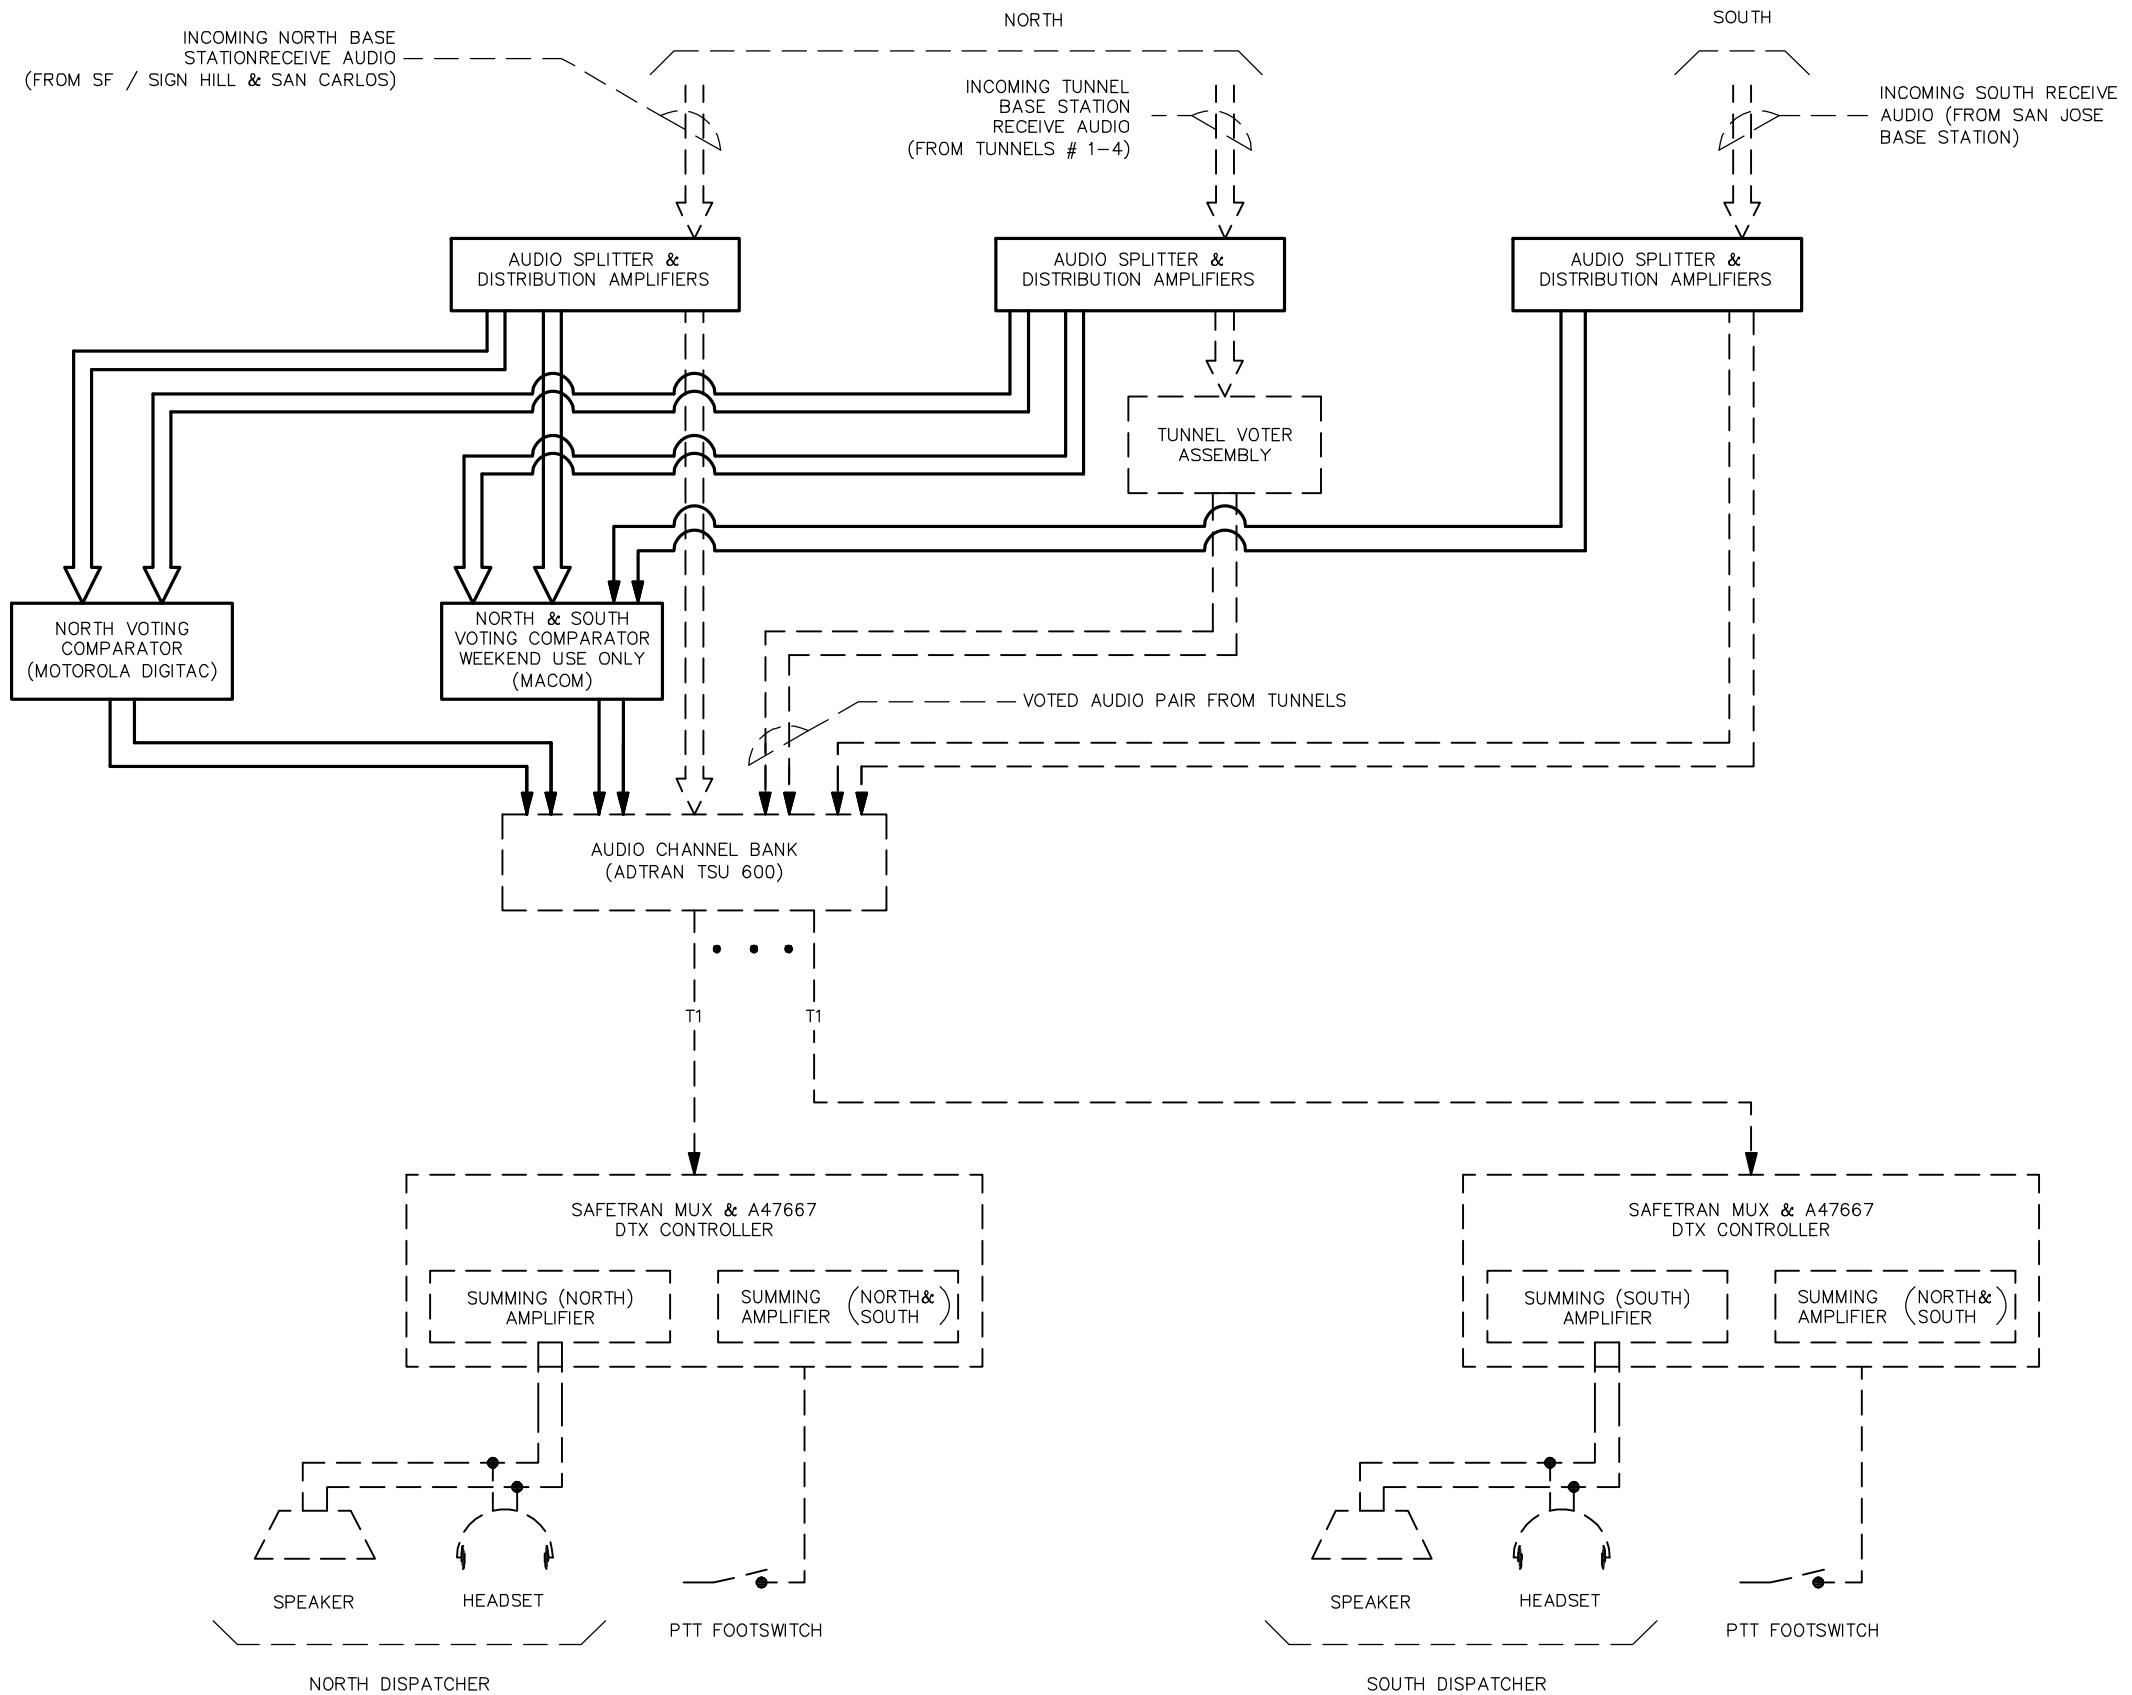 NORTH
SOUTH
INCOMING NORTH BASE
STATIONRECEIVE AUDIO
(FROM SF / SIGN HILL & SAN CARLOS)
INCOMING TUNNEL
BASE STATION
RECEIVE AUDIO
(FROM TUNNELS # 1-4)
INCOMING SOUTH RECEIVE
AUDIO (FROM SAN JOSE
BASE STATION)
AUDIO SPLITTER &
DISTRIBUTION AMPLIFIERS
AUDIO SPLITTER &
DISTRIBUTION AMPLIFIERS
AUDIO SPLITTER &
DISTRIBUTION AMPLIFIERS
TUNNEL VOTER
ASSEMBLY
NORTH VOTING
COMPARATOR
(MOTOROLA DIGITAC)
NORTH & SOUTH
VOTING COMPARATOR
WEEKEND USE ONLY
(MACOM)
VOTED AUDIO PAIR FROM TUNNELS
AUDIO CHANNEL BANK
(ADTRAN TSU 600)
T1
T1
SAFETRAN MUX & A47667
DTX CONTROLLER
SUMMING (NORTH)
AMPLIFIER
SUMMING (NORTH&
AMPLIFIER SOUTH)
SAFETRAN MUX & A47667
DTX CONTROLLER
SUMMING (SOUTH)
AMPLIFIER
SUMMING (NORTH&
AMPLIFIER SOUTH)
SPEAKER
HEADSET
PTT FOOTSWITCH
NORTH DISPATCHER
SPEAKER
HEADSET
PTT FOOTSWITCH
SOUTH DISPATCHER